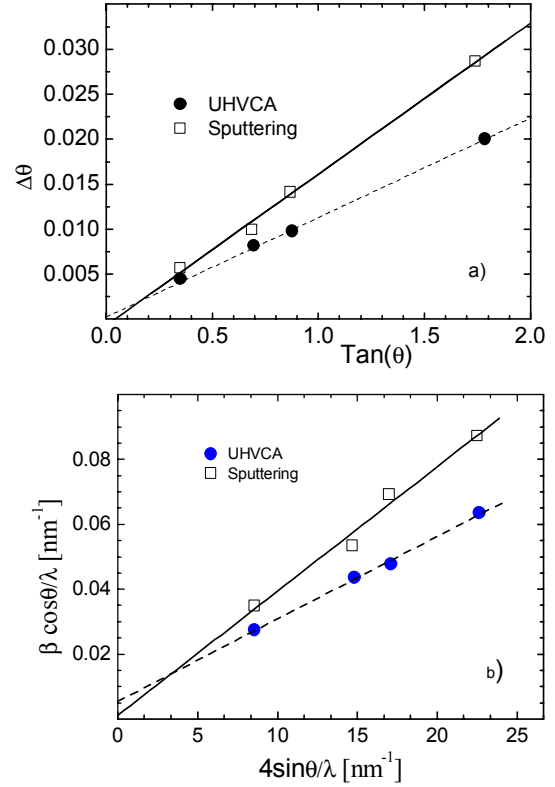 0.030
0.025
0.020
0.015
0.010
0.005
Δθ
UHVCA
Sputtering
a)
0.0 0.5 1.0 1.5 2.0
Tan(θ)
0.08
0.06
0.04
0.02
β cosθ/λ [nm⁻¹]
UHVCA
Sputtering
b)
0 5 10 15 20 25
4sinθ/λ [nm⁻¹]